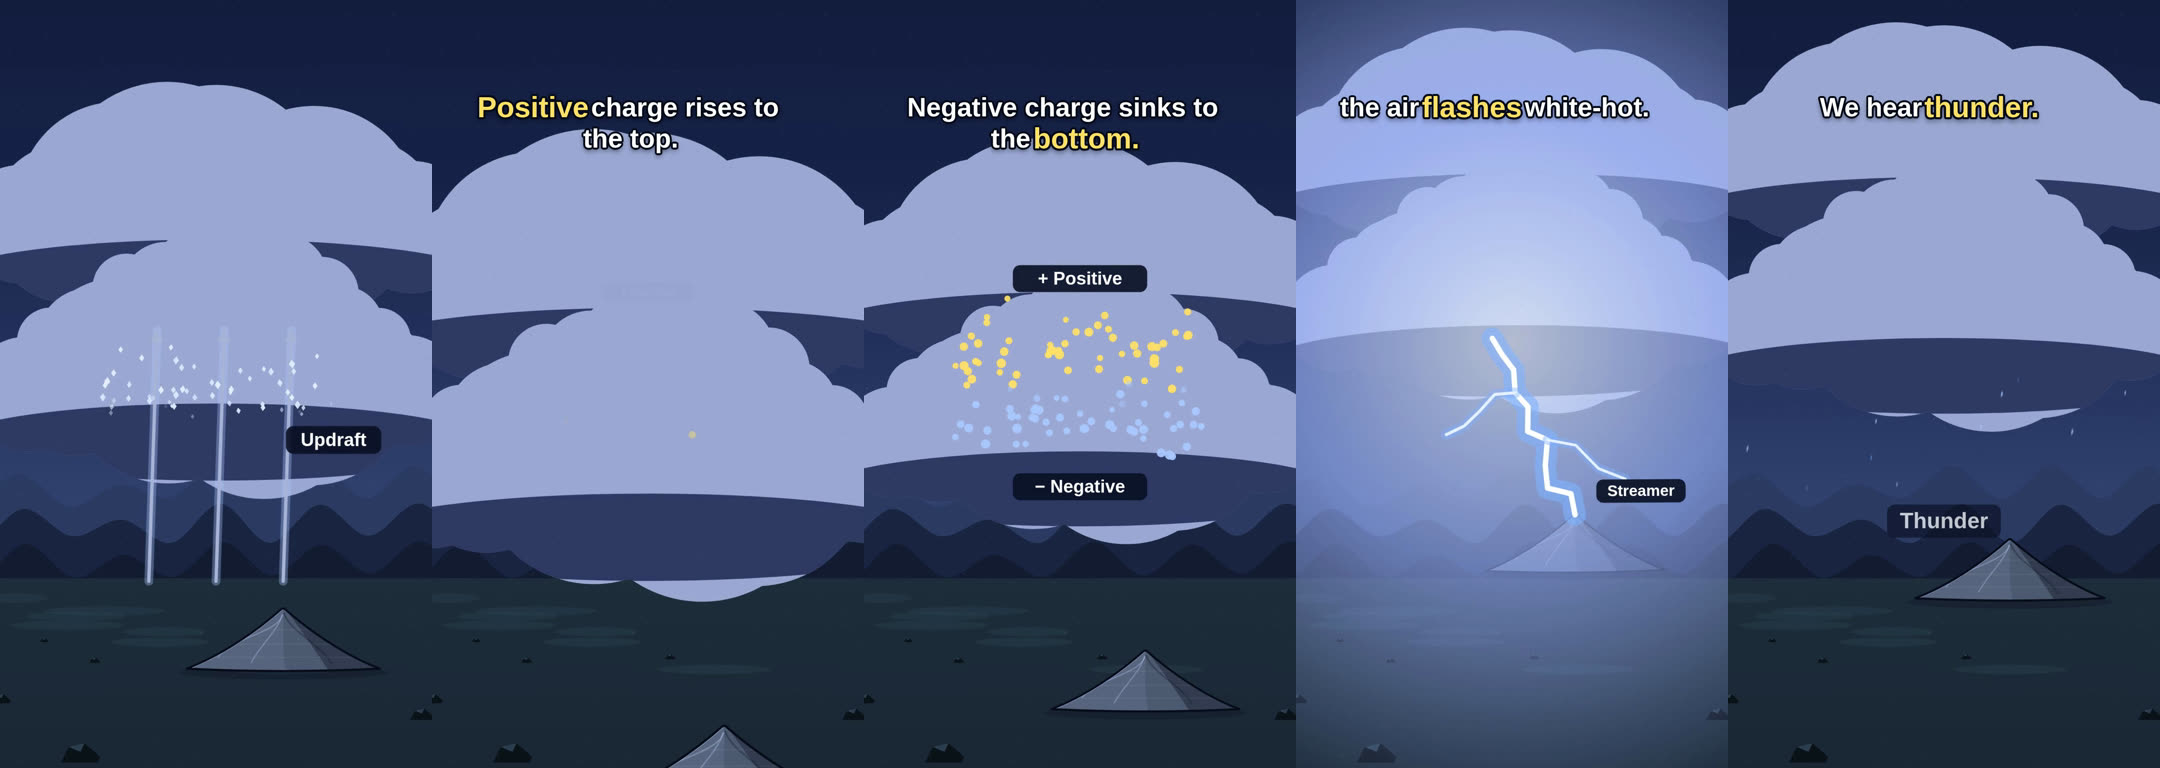 Updraft
Positive charge rises to
the top.
Negative charge sinks to
the bottom.
+ Positive
− Negative
the air flashes white-hot.
Streamer
We hear thunder.
Thunder